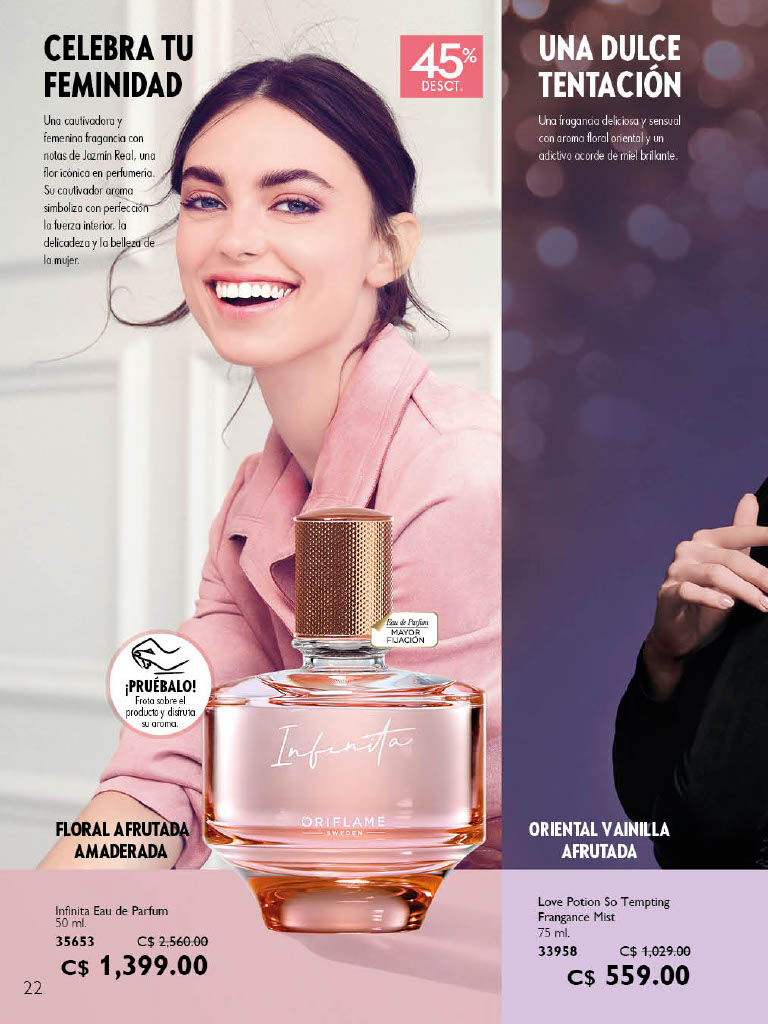 CELEBRA TU
FEMINIDAD
Una cautivadora y
femenina fragancia con
notas de Jazmín Real, una
flor icónica en perfumería.
Su cautivador aroma
simboliza con perfección
la fuerza interior, la
delicadeza y la belleza de
la mujer.
45%
DESCT.
Eau de Parfum
MAYOR
FIJACIÓN
¡PRUÉBALO!
Frota sobre el
producto y disfruta
su aroma.
Infinita
ORIFLAME
SWEDEN
FLORAL AFRUTADA
AMADERADA
Infinita Eau de Parfum
50 ml.
35653 C$ 2,560.00
C$ 1,399.00
22
UNA DULCE
TENTACIÓN
Una fragancia deliciosa y sensual
con aroma floral oriental y un
adictivo acorde de miel brillante.
ORIENTAL VAINILLA
AFRUTADA
Love Potion So Tempting
Frangance Mist
75 ml.
33958 C$ 1,029.00
C$ 559.00